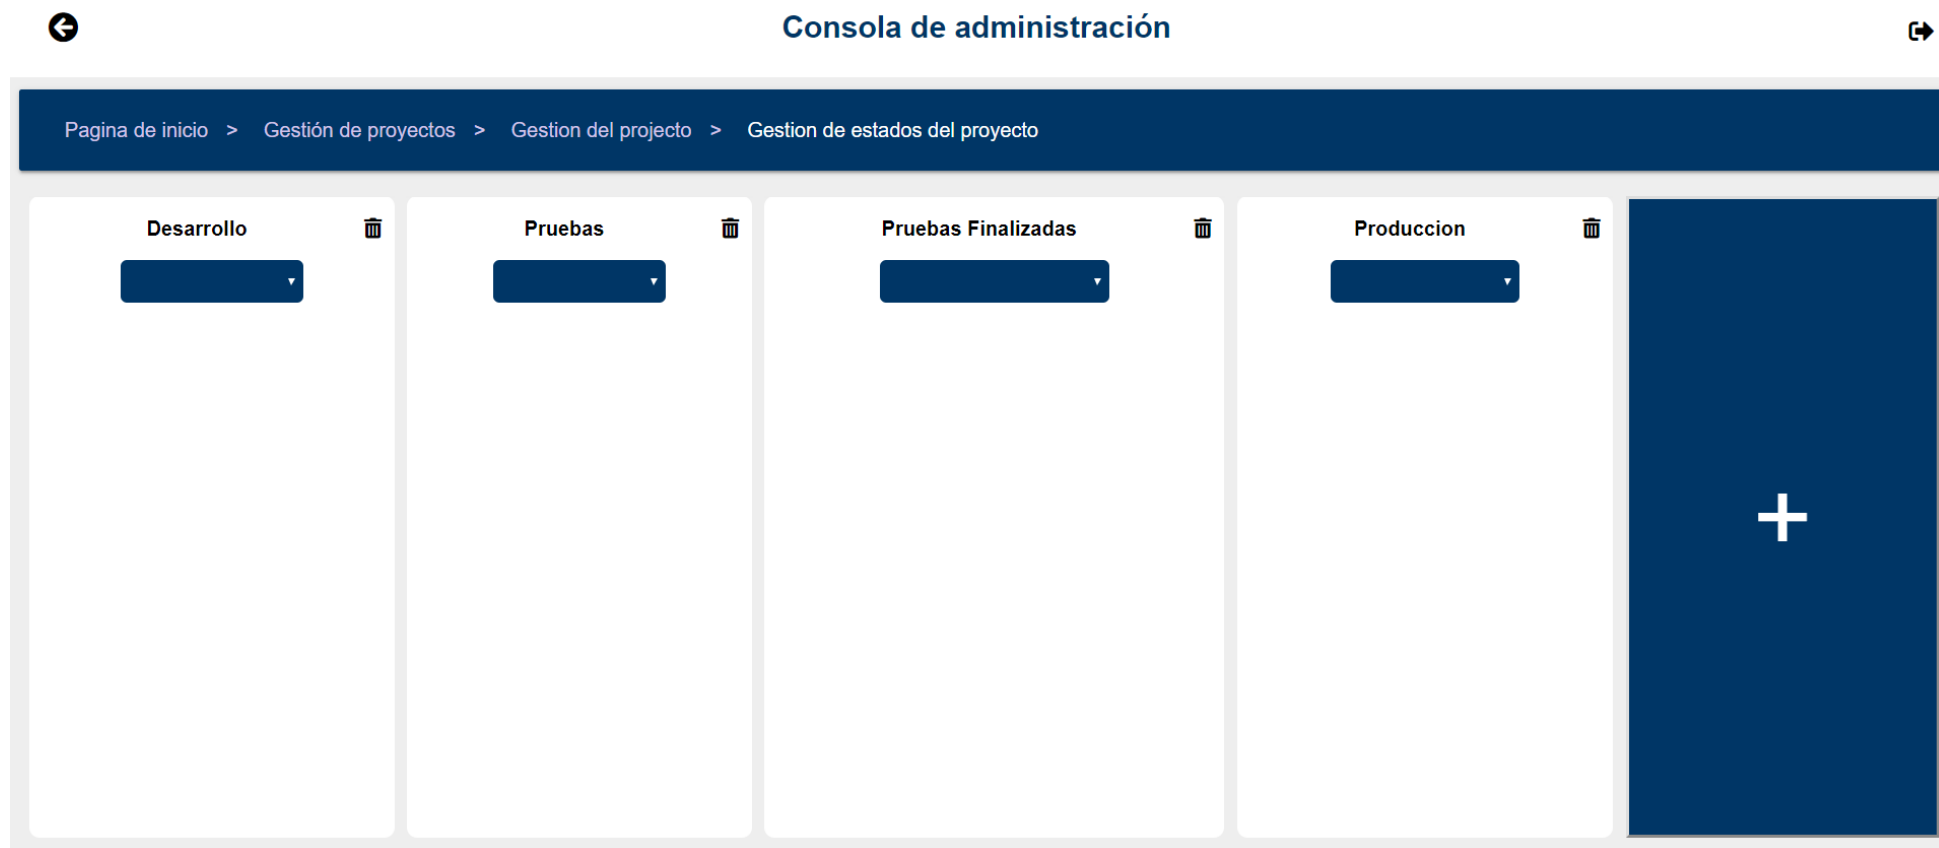 Consola de administración
Pagina de inicio > Gestión de proyectos > Gestion del projecto > Gestion de estados del proyecto
Desarrollo Pruebas Pruebas Finalizadas Produccion
+